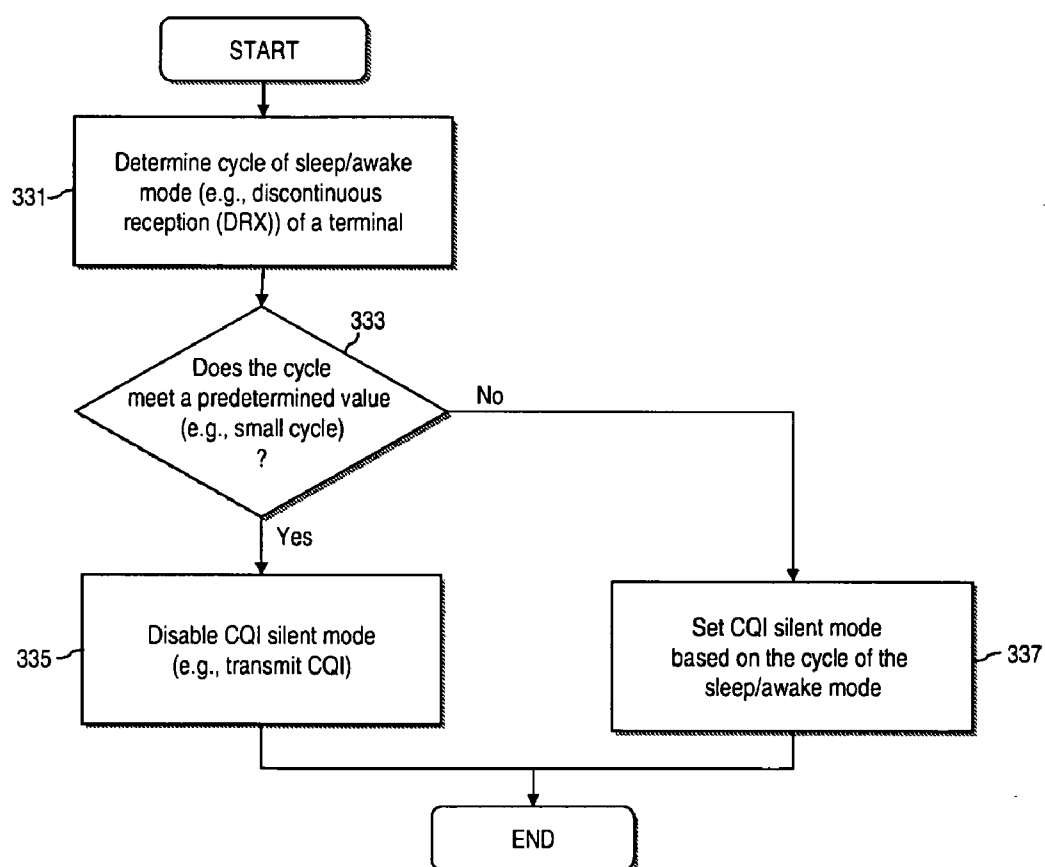 START
331
Determine cycle of sleep/awake
mode (e.g., discontinuous
reception (DRX)) of a terminal
333
Does the cycle
meet a predetermined value
(e.g., small cycle)
?
No
Yes
335
Disable CQI silent mode
(e.g., transmit CQI)
Set CQI silent mode
based on the cycle of the
sleep/awake mode
337
END